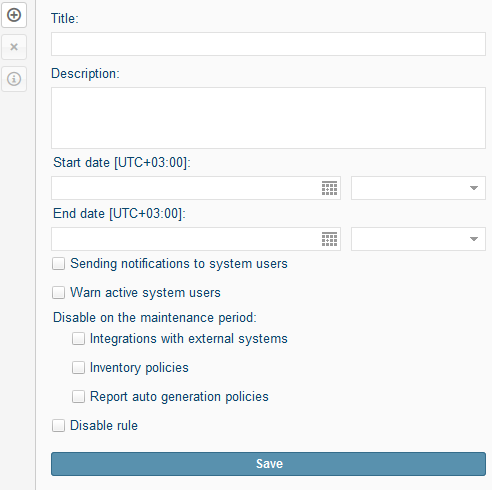 Title:
Description:
Start date [UTC+03:00]:
End date [UTC+03:00]:
Sending notifications to system users
Warn active system users
Disable on the maintenance period:
Integrations with external systems
Inventory policies
Report auto generation policies
Disable rule
Save